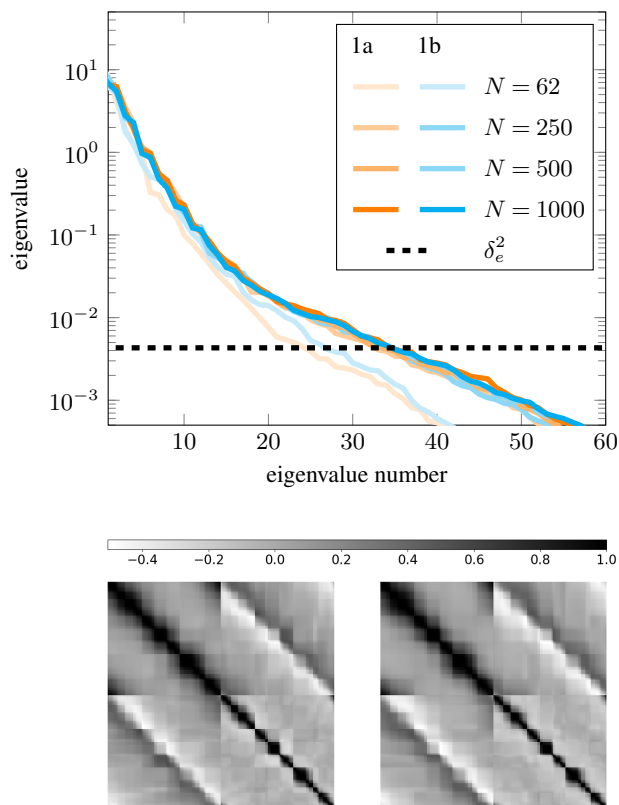 10^1
10^0
10^{-1}
10^{-2}
10^{-3}
eigenvalue
1a 1b
N = 62
N = 250
N = 500
N = 1000
δ_e^2
10 20 30 40 50 60
eigenvalue number
−0.4 −0.2 0.0 0.2 0.4 0.6 0.8 1.0